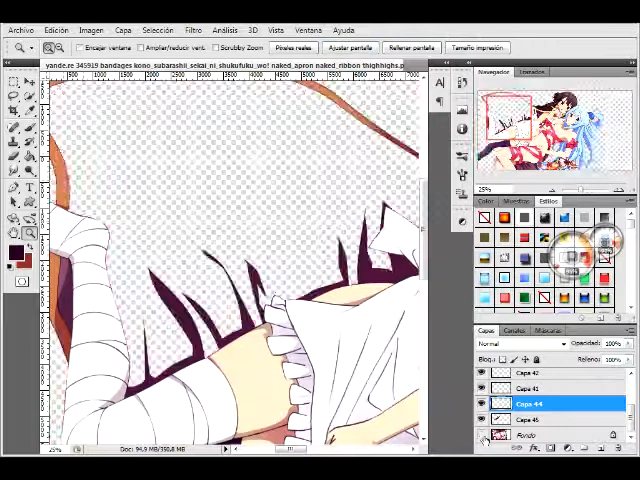 Archivo Edición Imagen Capa Selección Filtro Análisis 3D Vista Ventana Ayuda
Encajar ventana Ampliar/reducir vent. Scrubby Zoom Píxeles reales Ajustar pantalla Rellenar pantalla Tamaño impresión
yande.re 345919 bandages kono_subarashii_sekai_ni_shukufuku_wo! naked_apron naked_ribbon thighhighs.p
Navegador Trazados
25%
Color Muestras Estilos
Capas Canales Máscaras
Normal Opacidad: 100%
Bloq.: Relleno: 100%
Capa 42
Capa 41
Capa 44
Capa 45
Fondo
25% Doc: 94,9 MB/350,8 MB